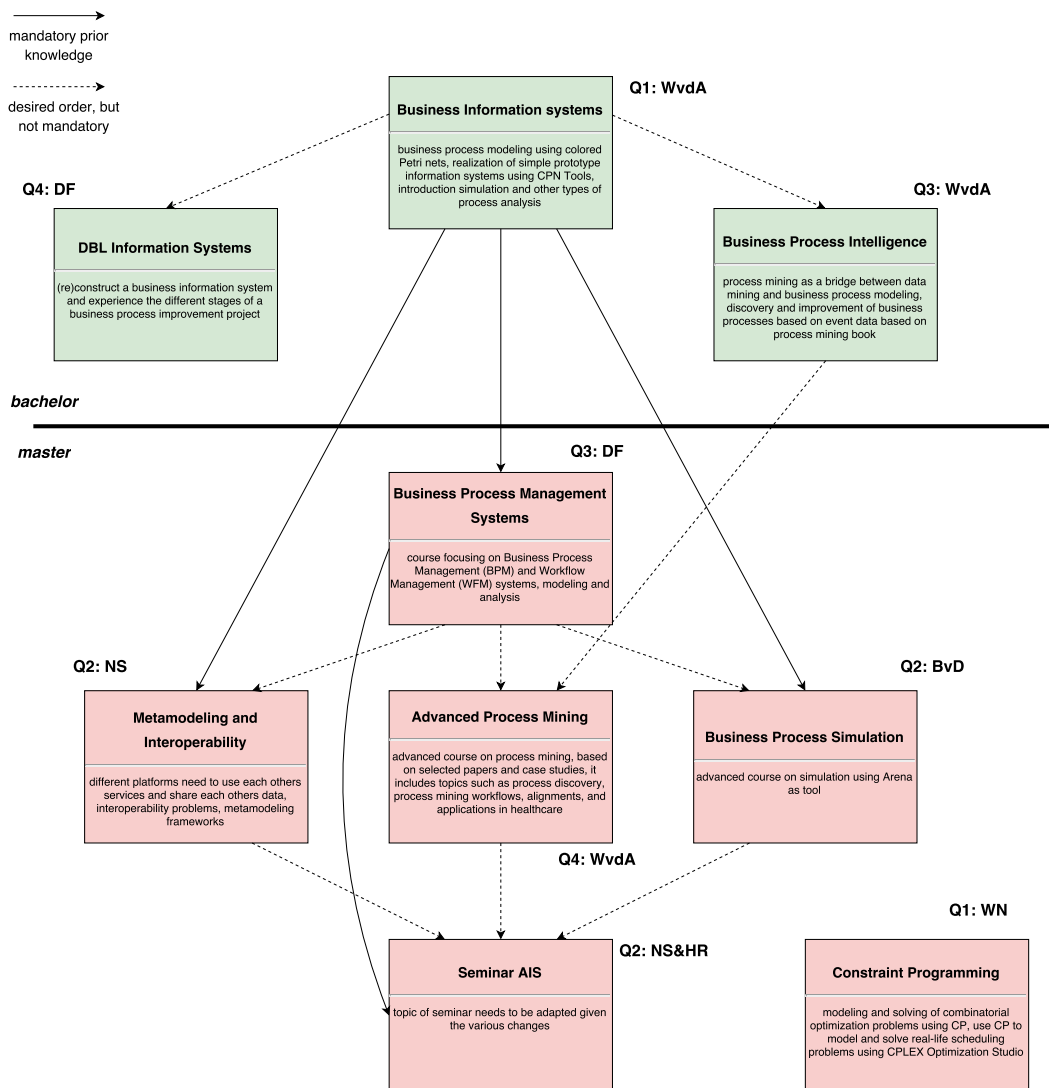 mandatory prior
knowledge
desired order, but
not mandatory
Q1: WvdA
Business Information systems
business process modeling using colored
Petri nets, realization of simple prototype
information systems using CPN Tools,
introduction simulation and other types of
process analysis
Q4: DF
DBL Information Systems
(re)construct a business information system
and experience the different stages of a
business process improvement project
Q3: WvdA
Business Process Intelligence
process mining as a bridge between data
mining and business process modeling,
discovery and improvement of business
processes based on event data based on
process mining book
bachelor
master
Q3: DF
Business Process Management
Systems
course focusing on Business Process
Management (BPM) and Workflow
Management (WFM) systems, modeling and
analysis
Q2: NS
Metamodeling and
Interoperability
different platforms need to use each others
services and share each others data,
interoperability problems, metamodeling
frameworks
Advanced Process Mining
advanced course on process mining, based
on selected papers and case studies, it
includes topics such as process discovery,
process mining workflows, alignments, and
applications in healthcare
Q4: WvdA
Q2: BvD
Business Process Simulation
advanced course on simulation using Arena
as tool
Q2: NS&HR
Seminar AIS
topic of seminar needs to be adapted given
the various changes
Q1: WN
Constraint Programming
modeling and solving of combinatorial
optimization problems using CP, use CP to
model and solve real-life scheduling
problems using CPLEX Optimization Studio